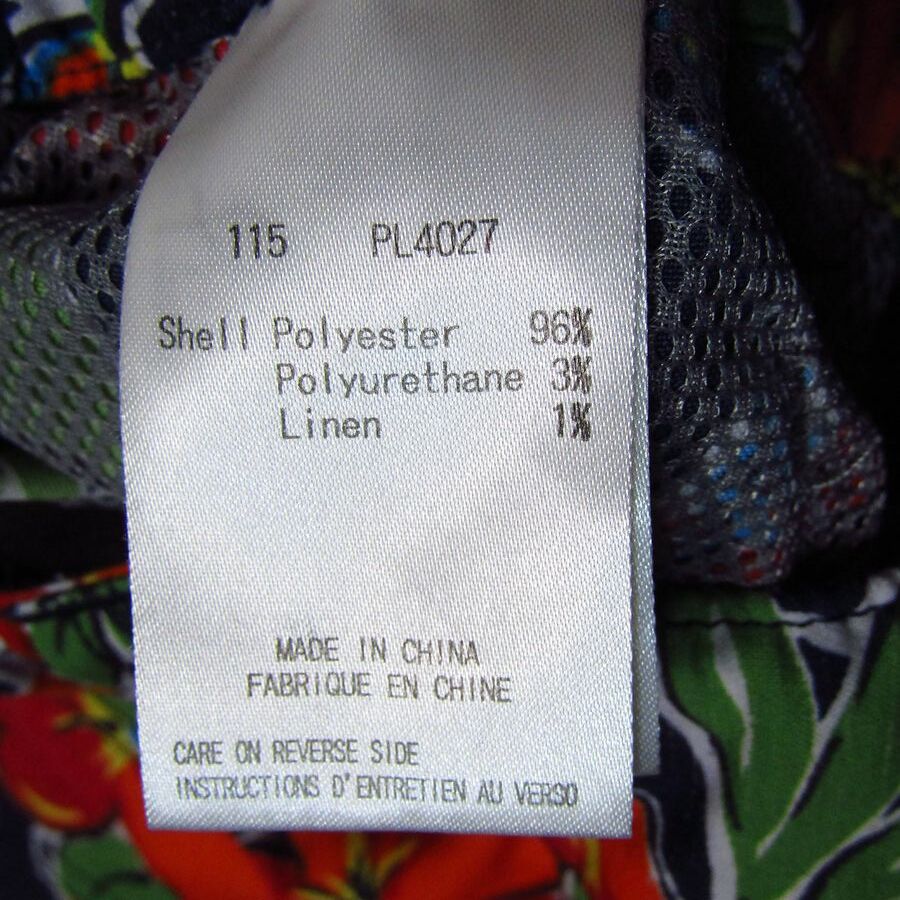 115 PL4027
Shell Polyester 96%
Polyurethane 3%
Linen 1%
MADE IN CHINA
FABRIQUE EN CHINE
CARE ON REVERSE SIDE
INSTRUCTIONS D'ENTRETIEN AU VERSO